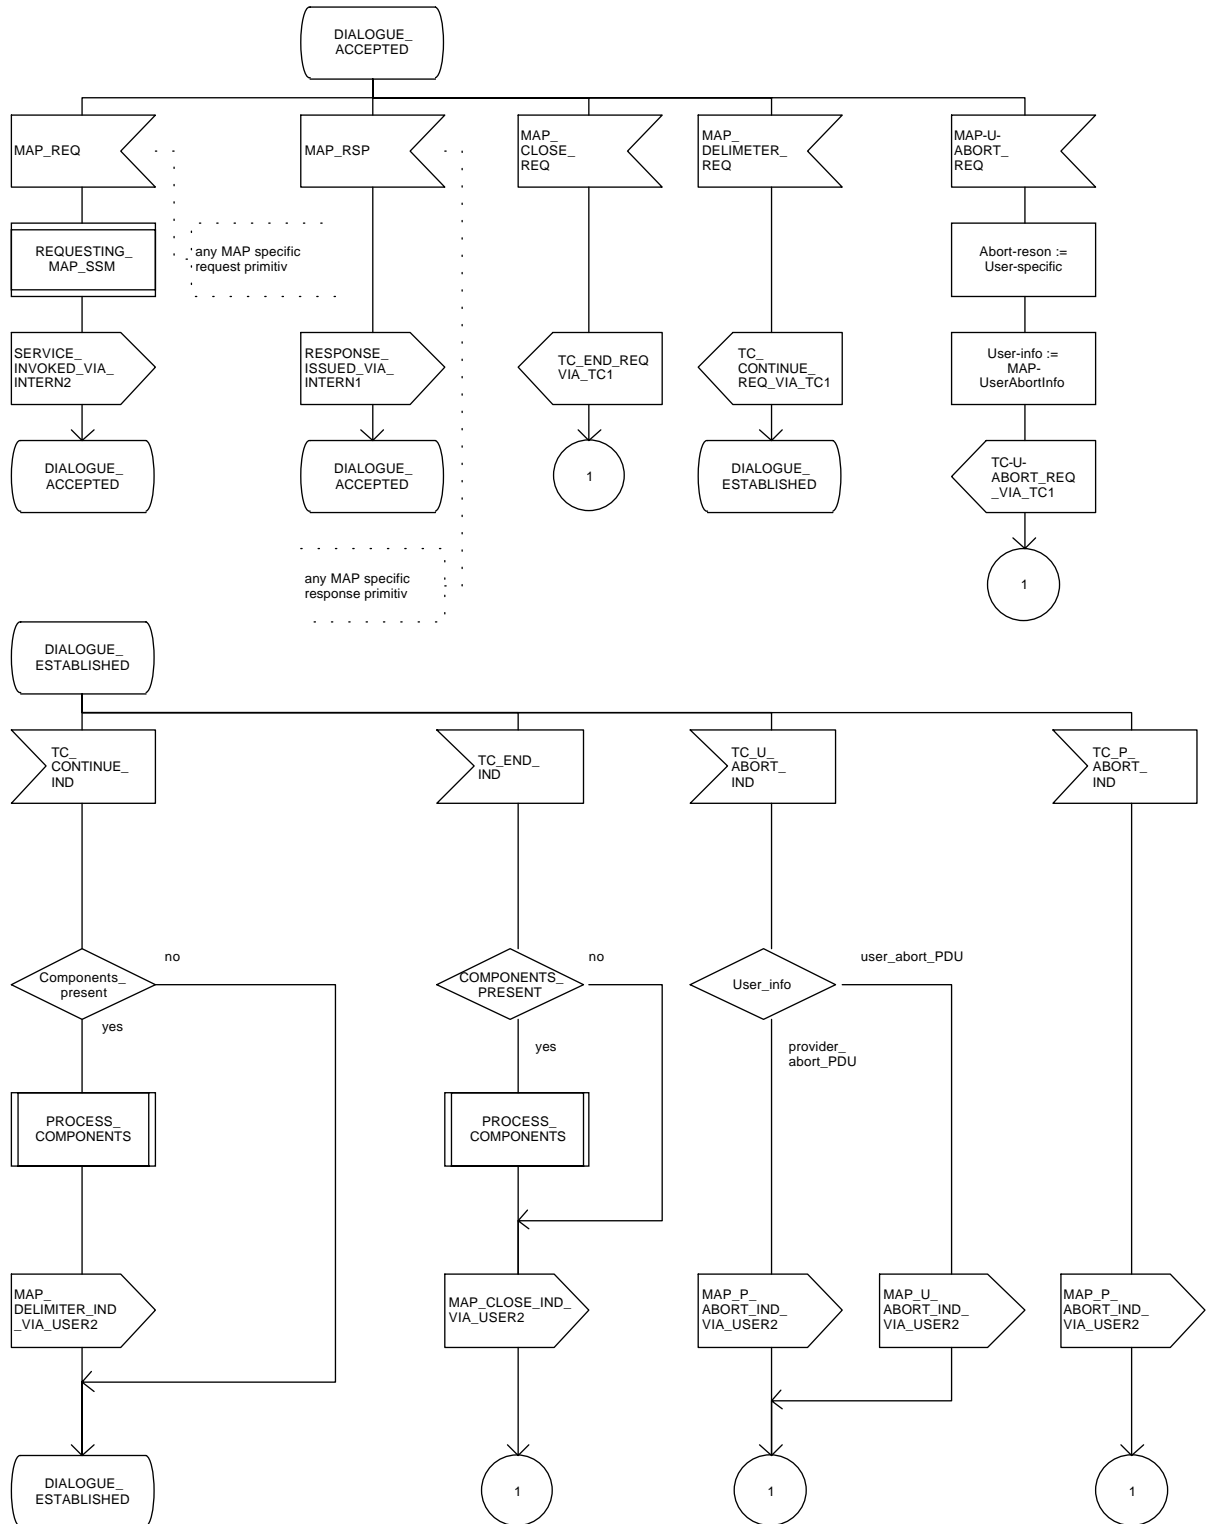 DIALOGUE_
ACCEPTED
MAP_REQ
MAP_RSP
MAP_
CLOSE_
REQ
MAP_
DELIMETER_
REQ
MAP-U-
ABORT_
REQ
REQUESTING_
MAP_SSM
any MAP specific
request primitiv
Abort-reson :=
User-specific
SERVICE_
INVOKED_VIA_
INTERN2
RESPONSE_
ISSUED_VIA_
INTERN1
TC_END_REQ
VIA_TC1
TC_
CONTINUE_
REQ_VIA_TC1
User-info :=
MAP-
UserAbortInfo
DIALOGUE_
ACCEPTED
DIALOGUE_
ACCEPTED
1
DIALOGUE_
ESTABLISHED
TC-U-
ABORT_REQ
_VIA_TC1
any MAP specific
response primitiv
1
DIALOGUE_
ESTABLISHED
TC_
CONTINUE_
IND
TC_END_
IND
TC_U_
ABORT_
IND
TC_P_
ABORT_
IND
Components_
present
no
yes
COMPONENTS_
PRESENT
no
yes
User_info
user_abort_PDU
provider_
abort_PDU
PROCESS_
COMPONENTS
PROCESS_
COMPONENTS
MAP_
DELIMITER_IND
_VIA_USER2
MAP_CLOSE_IND_
VIA_USER2
MAP_P_
ABORT_IND_
VIA_USER2
MAP_U_
ABORT_IND_
VIA_USER2
MAP_P_
ABORT_IND_
VIA_USER2
DIALOGUE_
ESTABLISHED
1
1
1